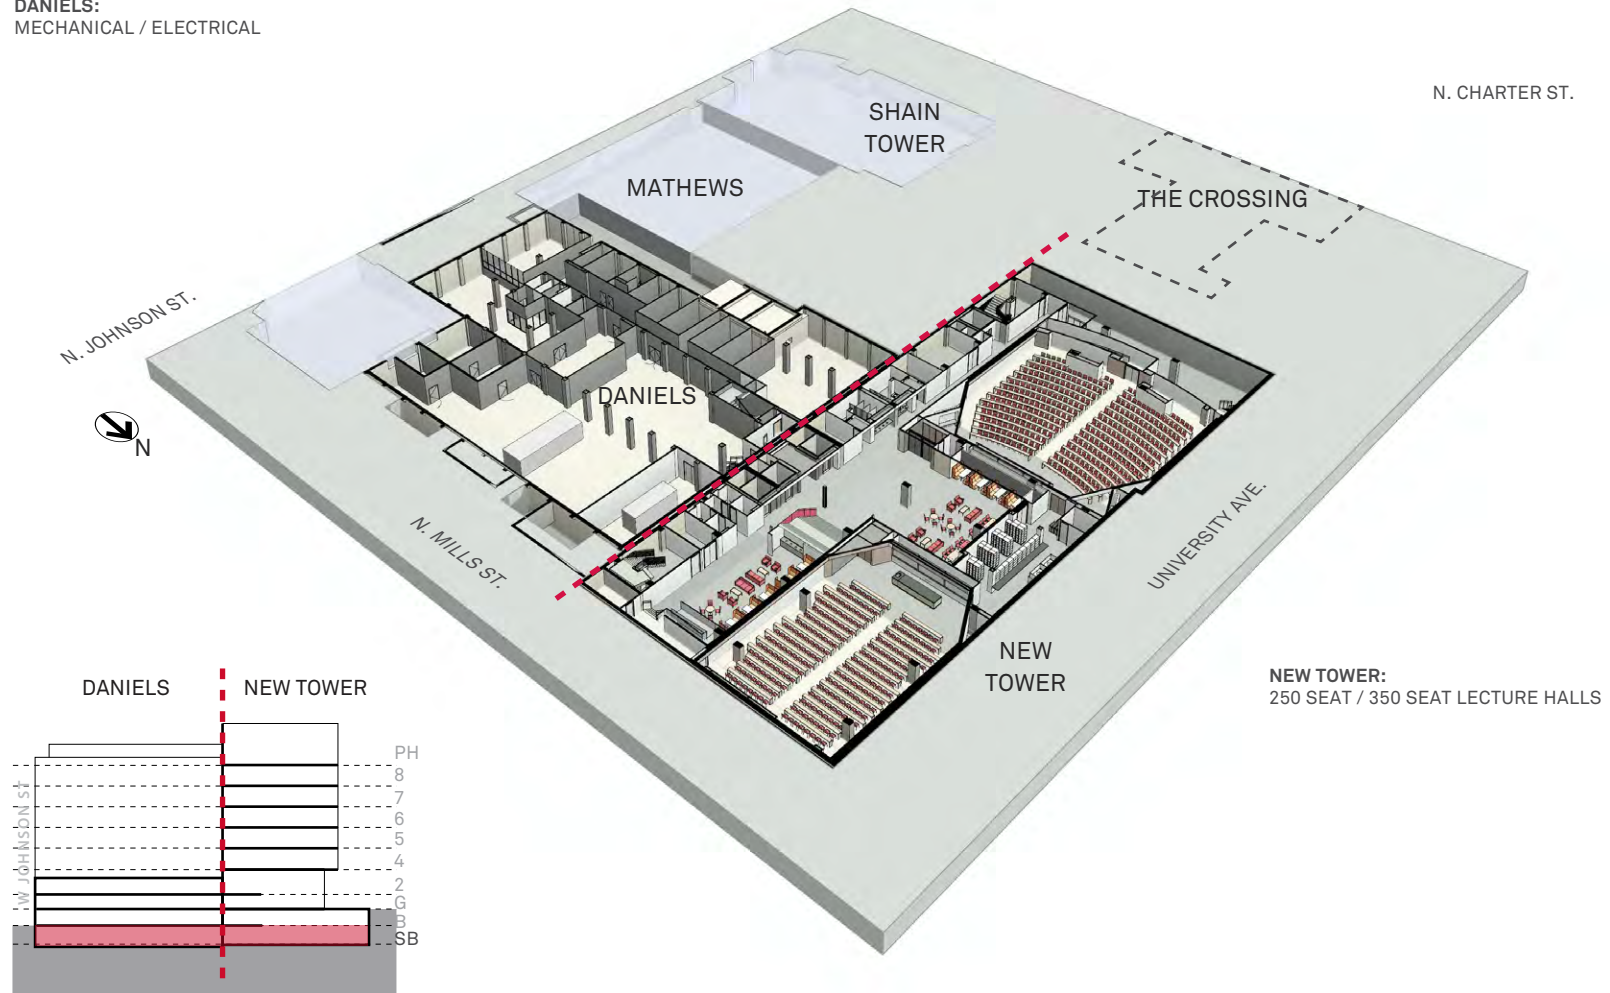 DANIELS:
MECHANICAL / ELECTRICAL
N. CHARTER ST.
SHAIN
TOWER
MATHEWS
THE CROSSING
N. JOHNSON ST.
DANIELS
N
N. MILLS ST.
UNIVERSITY AVE.
NEW
TOWER
NEW TOWER:
250 SEAT / 350 SEAT LECTURE HALLS
DANIELS
NEW TOWER
PH
8
7
6
5
4
2
G
B
SB
W JOHNSON ST